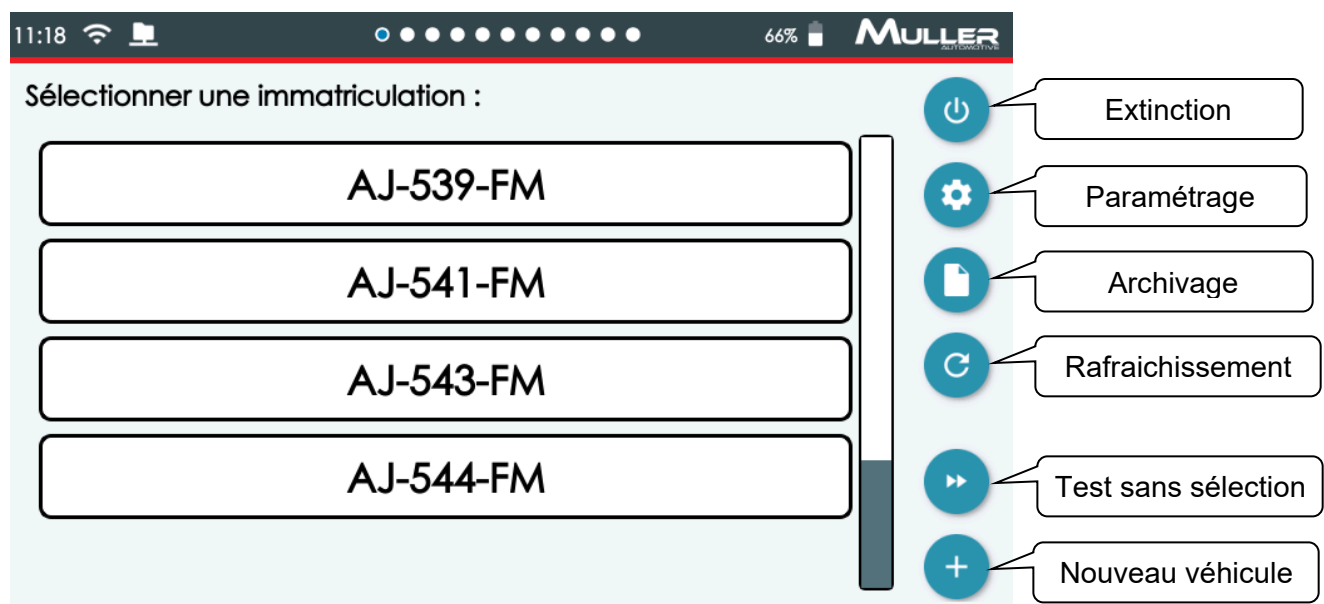 11:18
66%
MULLER
AUTOMOTIVE
Sélectionner une immatriculation :
AJ-539-FM
AJ-541-FM
AJ-543-FM
AJ-544-FM
Extinction
Paramétrage
Archivage
Rafraichissement
Test sans sélection
Nouveau véhicule